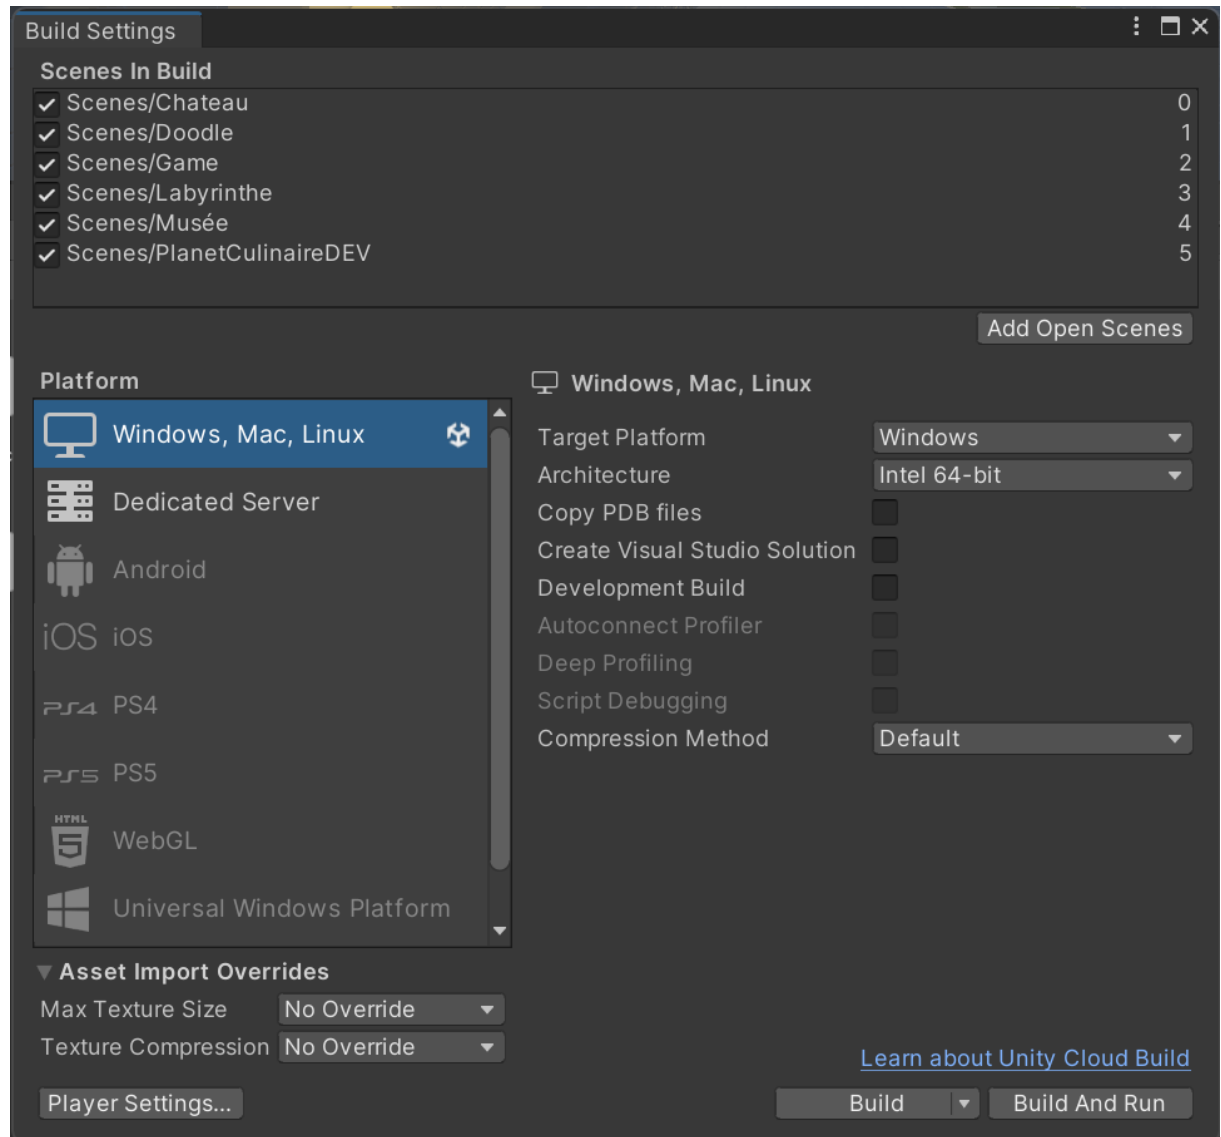 Build Settings
Scenes In Build
Scenes/Chateau 0
Scenes/Doodle 1
Scenes/Game 2
Scenes/Labyrinthe 3
Scenes/Musée 4
Scenes/PlanetCulinaireDEV 5
Add Open Scenes
Platform
Windows, Mac, Linux
Dedicated Server
Android
iOS iOS
PS4 PS4
PS5 PS5
HTML
5 WebGL
Universal Windows Platform
Windows, Mac, Linux
Target Platform Windows
Architecture Intel 64-bit
Copy PDB files
Create Visual Studio Solution
Development Build
Autoconnect Profiler
Deep Profiling
Script Debugging
Compression Method Default
Asset Import Overrides
Max Texture Size No Override
Texture Compression No Override
Learn about Unity Cloud Build
Player Settings... Build Build And Run